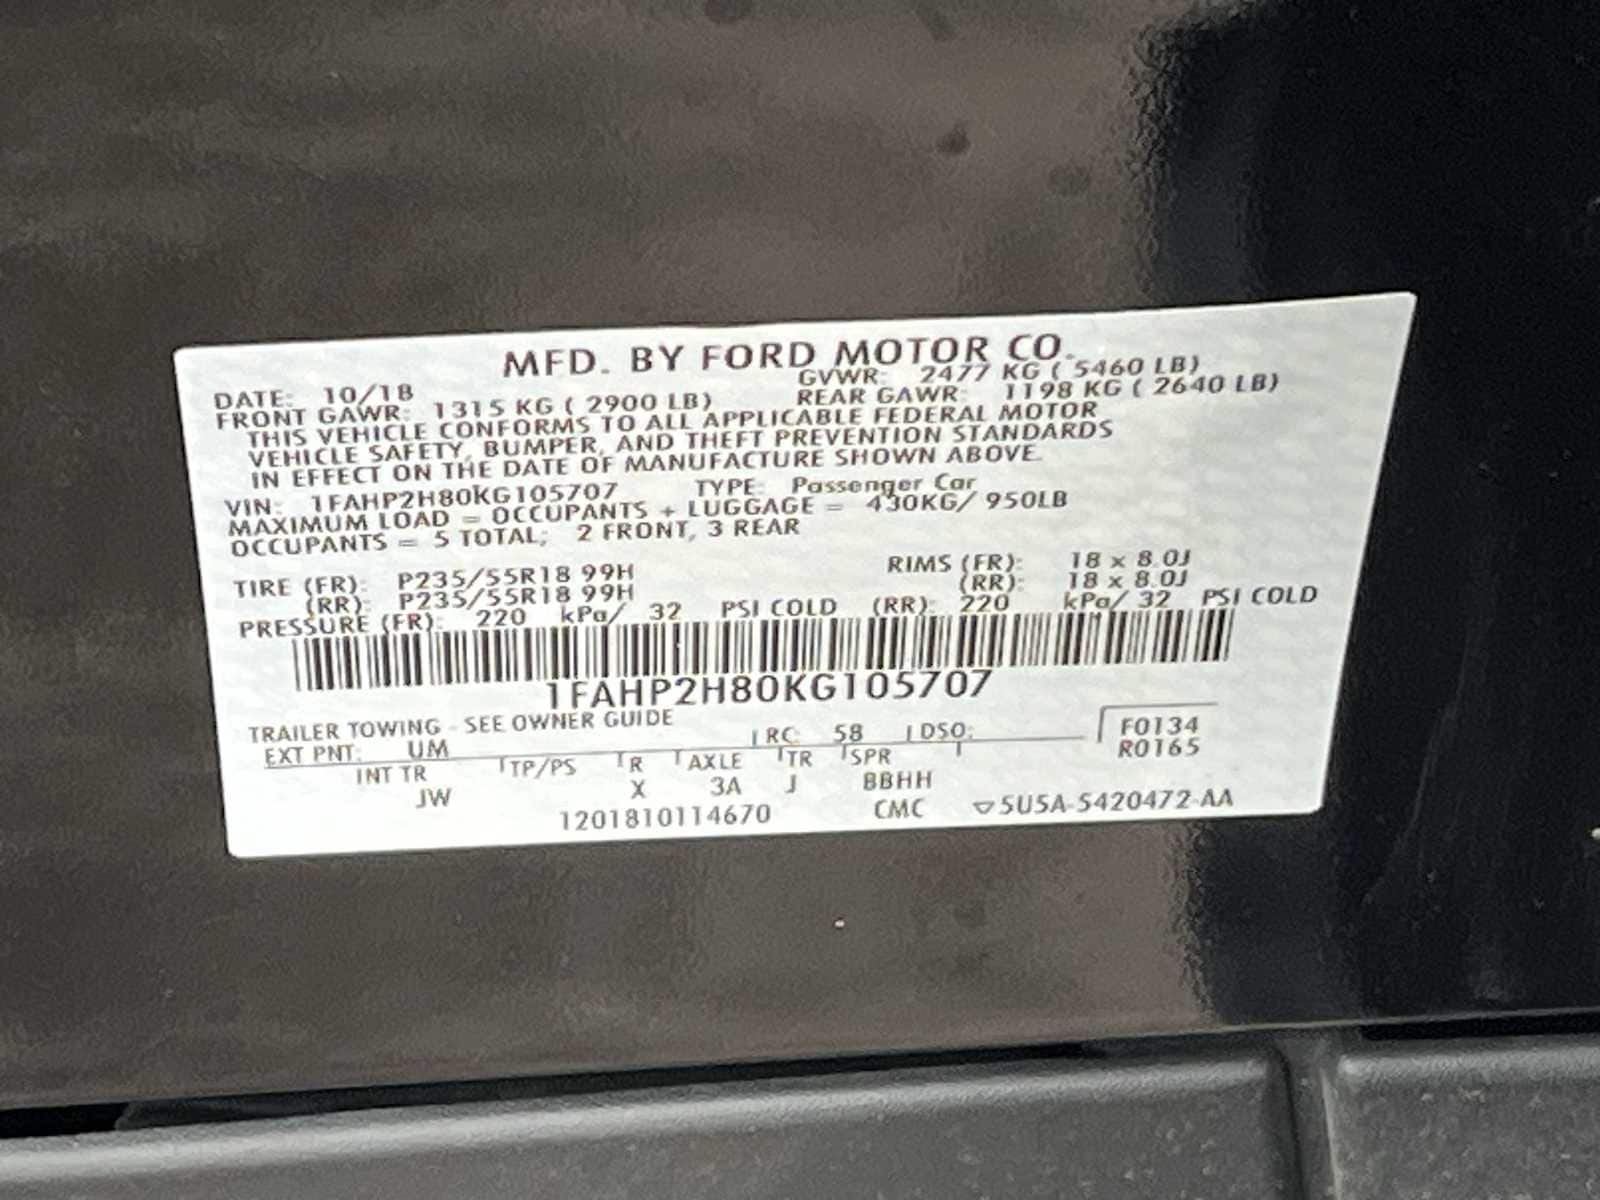 MFD. BY FORD MOTOR CO.
DATE: 10/18 GVWR: 2477 KG ( 5460 LB)
FRONT GAWR: 1315 KG ( 2900 LB) REAR GAWR: 1198 KG ( 2640 LB)
THIS VEHICLE CONFORMS TO ALL APPLICABLE FEDERAL MOTOR
VEHICLE SAFETY, BUMPER, AND THEFT PREVENTION STANDARDS
IN EFFECT ON THE DATE OF MANUFACTURE SHOWN ABOVE.
VIN: 1FAHP2H80KG105707 TYPE: Passenger Car
MAXIMUM LOAD = OCCUPANTS + LUGGAGE = 430KG/ 950LB
OCCUPANTS = 5 TOTAL; 2 FRONT, 3 REAR
TIRE (FR): P235/55R18 99H RIMS (FR): 18 x 8.0J
(RR): P235/55R18 99H (RR): 18 x 8.0J
PRESSURE (FR): 220 kPa/ 32 PSI COLD (RR): 220 kPa/ 32 PSI COLD
1FAHP2H80KG105707
TRAILER TOWING - SEE OWNER GUIDE
EXT PNT: UM RC: 58 DSO: F0134
R0165
INT TR TP/PS R AXLE TR SPR
JW X 3A J BBHH
1201810114670 CMC ▽5U5A-5420472-AA